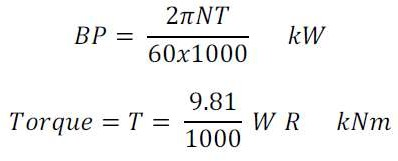 BP = 2πNT / 60x1000 kW
Torque = T = 9.81 / 1000 W R kNm